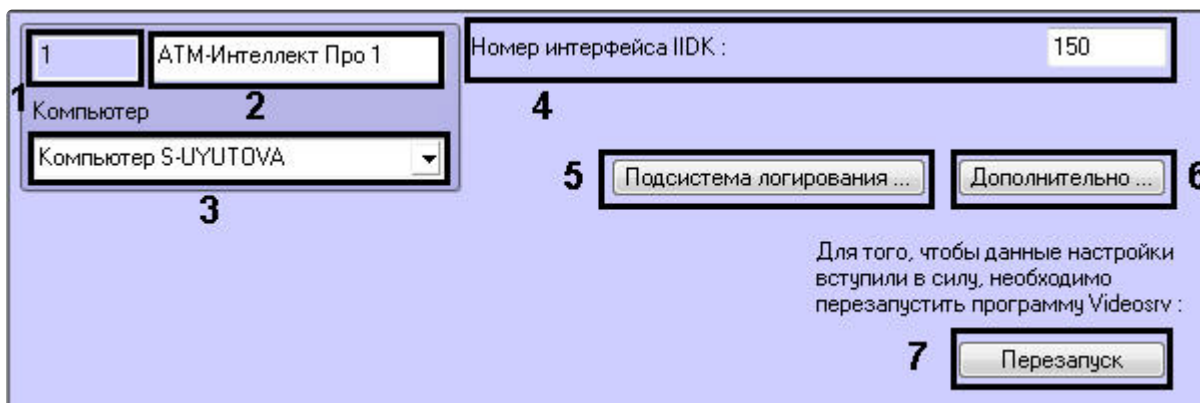 1
АТМ-Интеллект Про 1
1
2
Компьютер
Компьютер S-UYUTOVA
3
Номер интерфейса IIDK :
150
4
5
Подсистема логирования ...
Дополнительно ...
6
Для того, чтобы данные настройки
вступили в силу, необходимо
перезапустить программу Videosrv :
7
Перезапуск